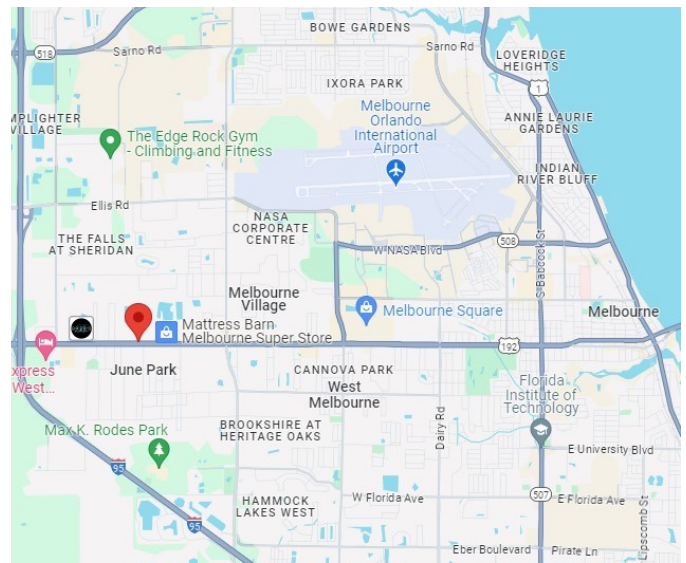 BOWE GARDENS
518
Sarno Rd
Sarno Rd
LOVERIDGE
HEIGHTS
IXORA PARK
1
MPLIGHTER
VILLAGE
The Edge Rock Gym
- Climbing and Fitness
Melbourne
Orlando
International
Airport
ANNIE LAURIE
GARDENS
INDIAN
RIVER BLUFF
Ellis Rd
NASA
CORPORATE
CENTRE
THE FALLS
AT SHERIDAN
W NASA Blvd
508
S Babcock St
Melbourne
Village
Melbourne Square
Melbourne
Mattress Barn
Melbourne Super Store
192
xpress
West...
June Park
CANNOVA PARK
West
Melbourne
Florida
Institute of
Technology
Dairy Rd
BROOKSHIRE AT
HERITAGE OAKS
Max K. Rodes Park
E University Blvd
95
HAMMOCK
LAKES WEST
W Florida Ave
507
E Florida Ave
95
Lipscomb St
Eber Boulevard
Pirate Ln